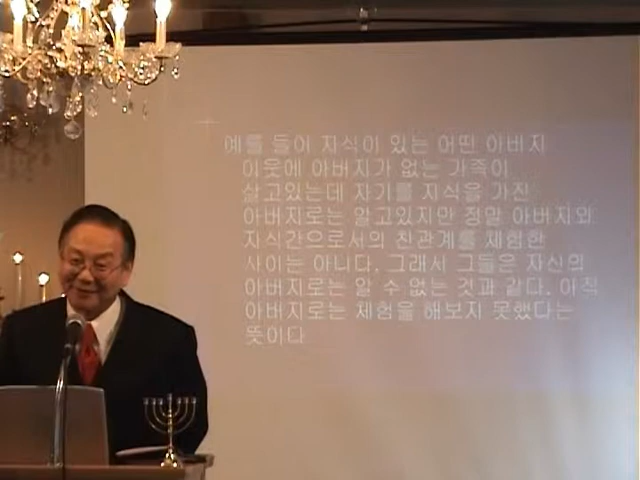 예를 들어 지식이 있는 어떤 아버지
이웃에 아버지가 없는 가족이
살고있는데 자기를 지식을 가진
아버지로는 알고있지만 정말 아버지와
지식간으로서의 친관계를 체험한
사이는 아니다. 그래서 그들은 자신의
아버지로는 알 수 없는 것과 같다. 아직
아버지로는 체험을 해보지 못했다는
뜻이다